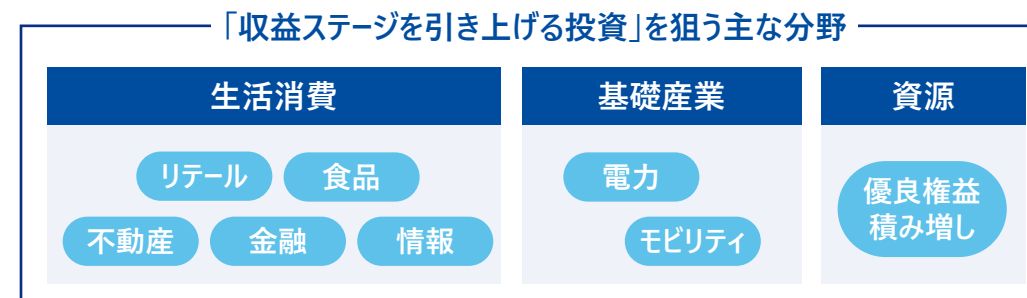 「収益ステージを引き上げる投資」を狙う主な分野
生活消費
リテール
食品
不動産
金融
情報
基礎産業
電力
モビリティ
資源
優良権益
積み増し